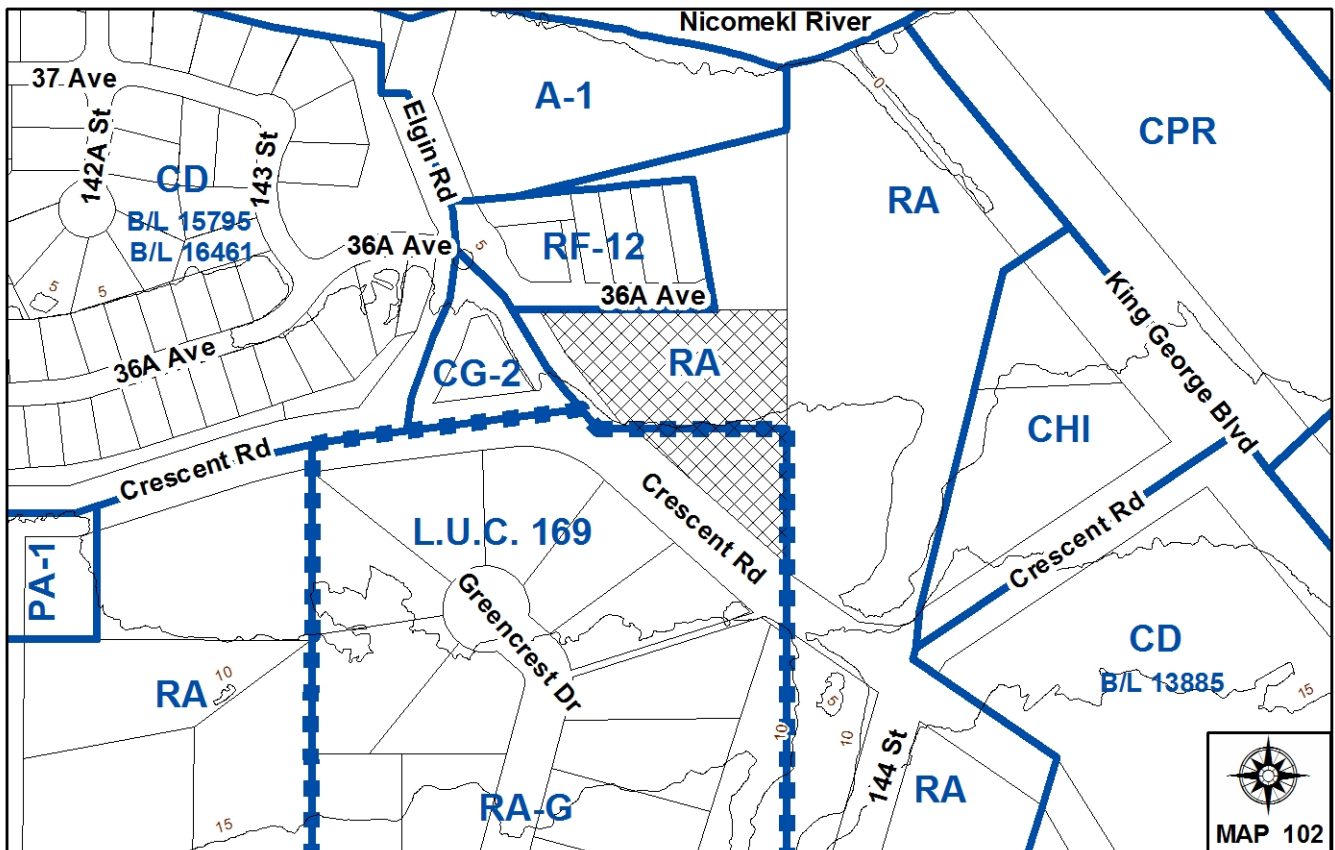 Nicomekl River
37 Ave
Elgin Rd
A-1
0
CPR
142A St
143 St
CD
B/L 15795
B/L 16461
RA
36A Ave
5
RF-12
5
5
36A Ave
King George Blvd
36A Ave
CG-2
RA
CHI
Crescent Rd
Crescent Rd
L.U.C. 169
Crescent Rd
PA-1
Greencrest Dr
CD
B/L 13885
15
RA
10
5
10
10
144 St
RA
RA-G
15
MAP 102